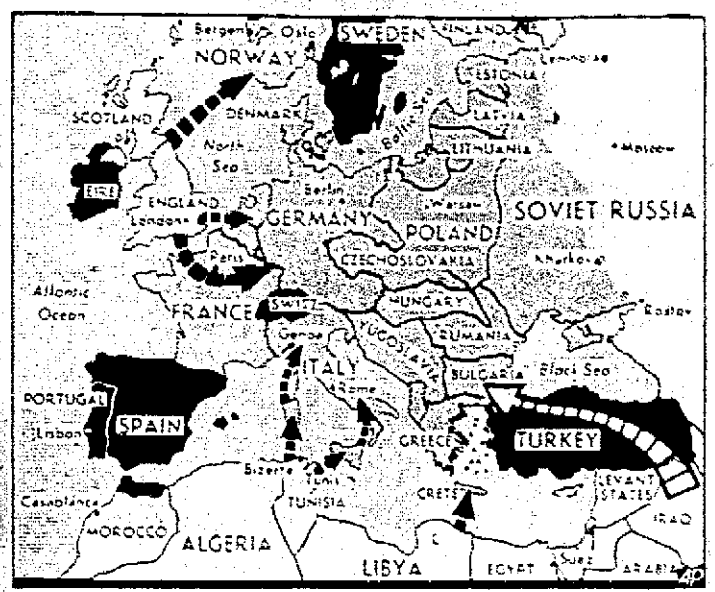 Bergen
Oslo
SWEDEN
FINLAND
NORWAY
Leningrad
ESTONIA
SCOTLAND
DENMARK
Baltic Sea
LATVIA
LITHUANIA
North
Sea
Moscow
EIRE
ENGLAND
London
Berlin
GERMANY
Warsaw
POLAND
SOVIET RUSSIA
Paris
CZECHOSLOVAKIA
Kharkov
Atlantic
Ocean
FRANCE
SWITZ
HUNGARY
Rostov
Genoa
ITALY
YUGOSLAVIA
RUMANIA
Rome
BULGARIA
Black Sea
PORTUGAL
Lisbon
SPAIN
GREECE
TURKEY
Bizerte
Tunis
TUNISIA
CRETE
LEVANT
STATES
Casablanca
MOROCCO
ALGERIA
LIBYA
EGYPT
Suez
IRAQ
ARABIA
AP